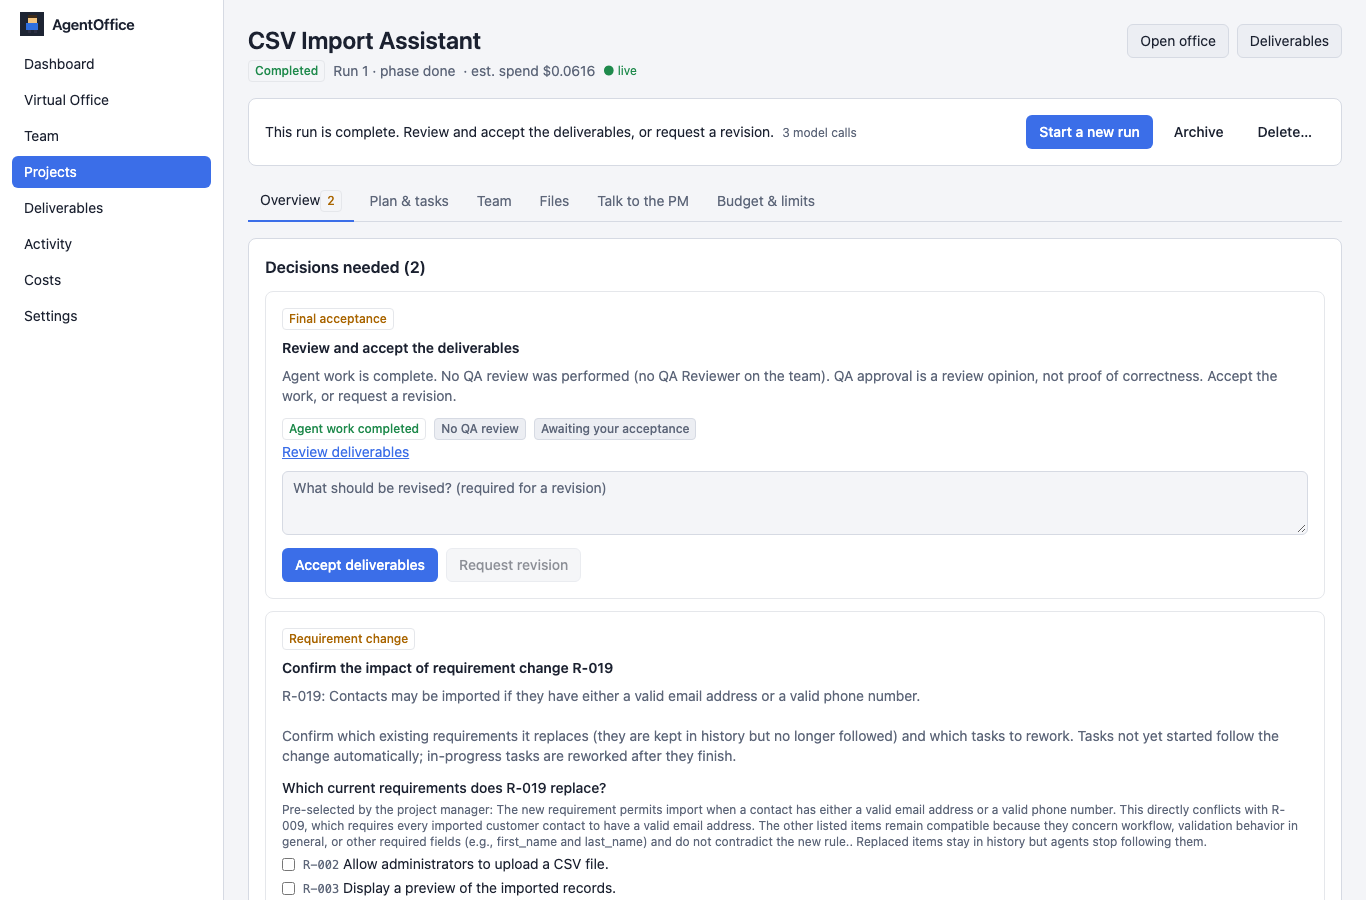 AgentOffice
Dashboard
Virtual Office
Team
Projects
Deliverables
Activity
Costs
Settings
CSV Import Assistant
Open office
Deliverables
Completed
Run 1 · phase done · est. spend $0.0616
live
This run is complete. Review and accept the deliverables, or request a revision. 3 model calls
Start a new run
Archive
Delete...
Overview 2
Plan & tasks
Team
Files
Talk to the PM
Budget & limits
Decisions needed (2)
Final acceptance
Review and accept the deliverables
Agent work is complete. No QA review was performed (no QA Reviewer on the team). QA approval is a review opinion, not proof of correctness. Accept the
work, or request a revision.
Agent work completed
No QA review
Awaiting your acceptance
Review deliverables
What should be revised? (required for a revision)
Accept deliverables
Request revision
Requirement change
Confirm the impact of requirement change R-019
R-019: Contacts may be imported if they have either a valid email address or a valid phone number.
Confirm which existing requirements it replaces (they are kept in history but no longer followed) and which tasks to rework. Tasks not yet started follow the
change automatically; in-progress tasks are reworked after they finish.
Which current requirements does R-019 replace?
Pre-selected by the project manager: The new requirement permits import when a contact has either a valid email address or a valid phone number. This directly conflicts with R-
009, which requires every imported customer contact to have a valid email address. The other listed items remain compatible because they concern workflow, validation behavior in
general, or other required fields (e.g., first_name and last_name) and do not contradict the new rule.. Replaced items stay in history but agents stop following them.
R-002 Allow administrators to upload a CSV file.
R-003 Display a preview of the imported records.